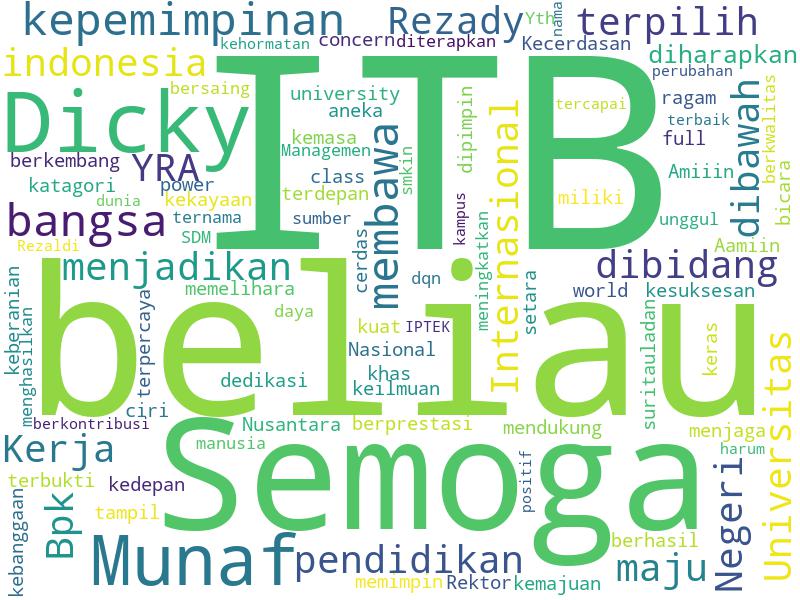 kepemimpinan
Rezady
Yth
nama
terpilih
kehormatan
concern
diterapkan
Kecerdasan
diharapkan
indonesia
ITB
perubahan
bersaing
university
tercapai
ragam
berkwalitas
Dicky
aneka
dipimpin
terbaik
kemasa
membawa
full
dibawah
berkembang
YRA
Managemen
smkin
Internasional
Amiiin
bicara
katagori
power
class
kekayaan
terdepan
miliki
dunia
bangsa
ternama
sumber
kampus
unggul
SDM
cerdas
Rezaldi
Aamiin
menjadikan
meningkatkan
dibidang
keberanian
beliau
dqn
setara
memelihara
world
kesuksesan
terpercaya
daya
suritauladan
menghasilkan
kuat
IPTEK
keras
Nasional
dedikasi
khas
keilmuan
Universitas
ciri
berkontribusi
Semoga
Nusantara
berprestasi
mendukung
menjaga
Kerja
manusia
harum
terbukti
kedepan
positif
Negeri
kebanggaan
Bpk
tampil
berhasil
Munaf
pendidikan
maju
memimpin
Rektor
kemajuan